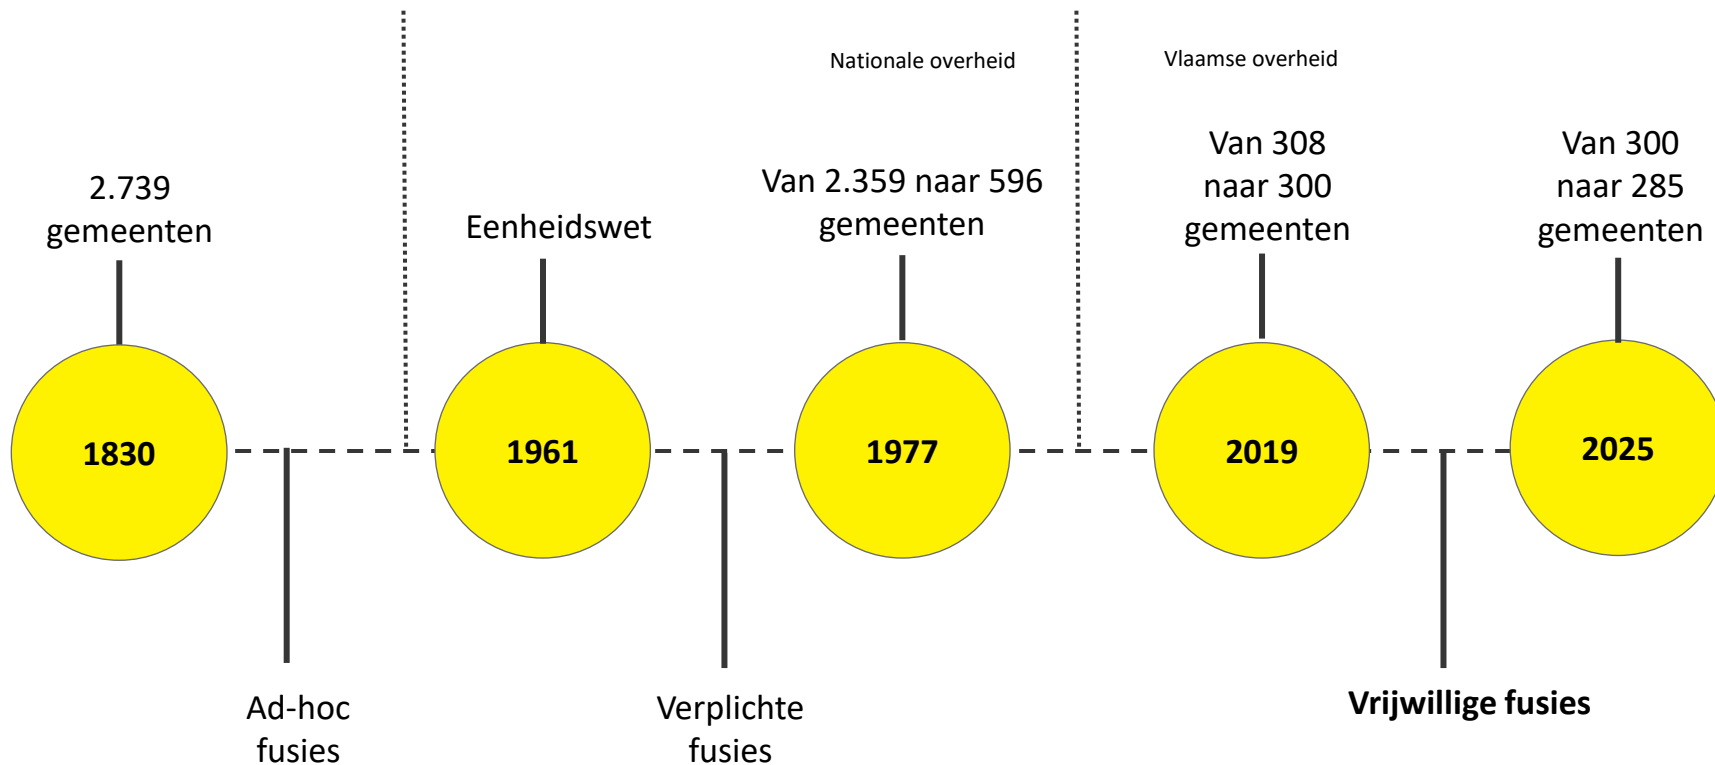 Nationale overheid
Vlaamse overheid
2.739
gemeenten
Eenheidswet
Van 2.359 naar 596
gemeenten
Van 308
naar 300
gemeenten
Van 300
naar 285
gemeenten
1830
1961
1977
2019
2025
Ad-hoc
fusies
Verplichte
fusies
Vrijwillige fusies